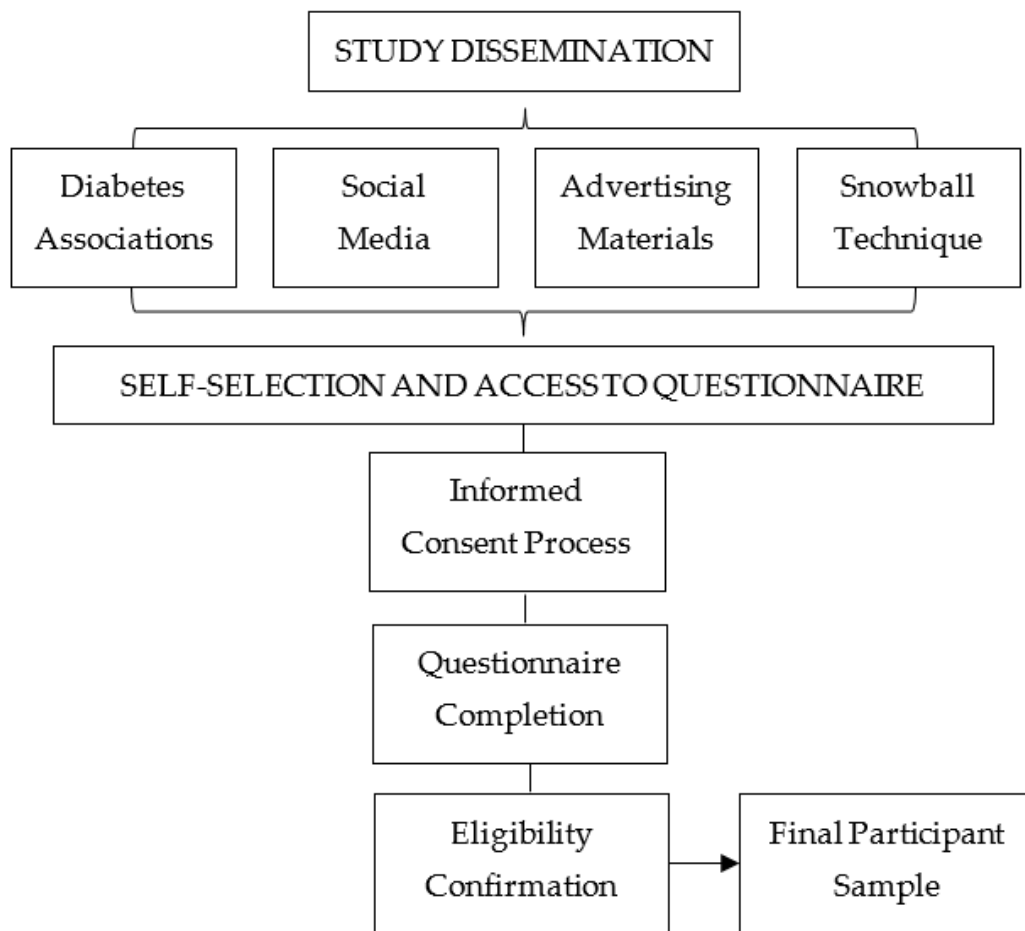 STUDY DISSEMINATION
Diabetes
Associations
Social
Media
Advertising
Materials
Snowball
Technique
SELF-SELECTION AND ACCESS TO QUESTIONNAIRE
Informed
Consent Process
Questionnaire
Completion
Eligibility
Confirmation
Final Participant
Sample